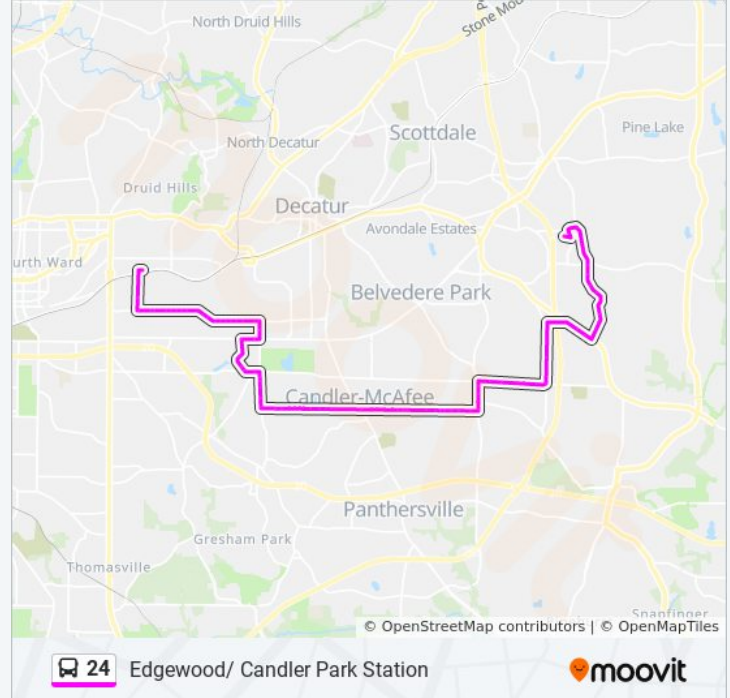 North Druid Hills
Stone Mou
Scottdale
Pine Lake
North Decatur
Druid Hills
Decatur
Avondale Estates
urth Ward
Belvedere Park
Candler-McAfee
Panthersville
Gresham Park
Thomasville
Snapfinger
© OpenStreetMap contributors | © OpenMapTiles
24 Edgewood/ Candler Park Station
moovit